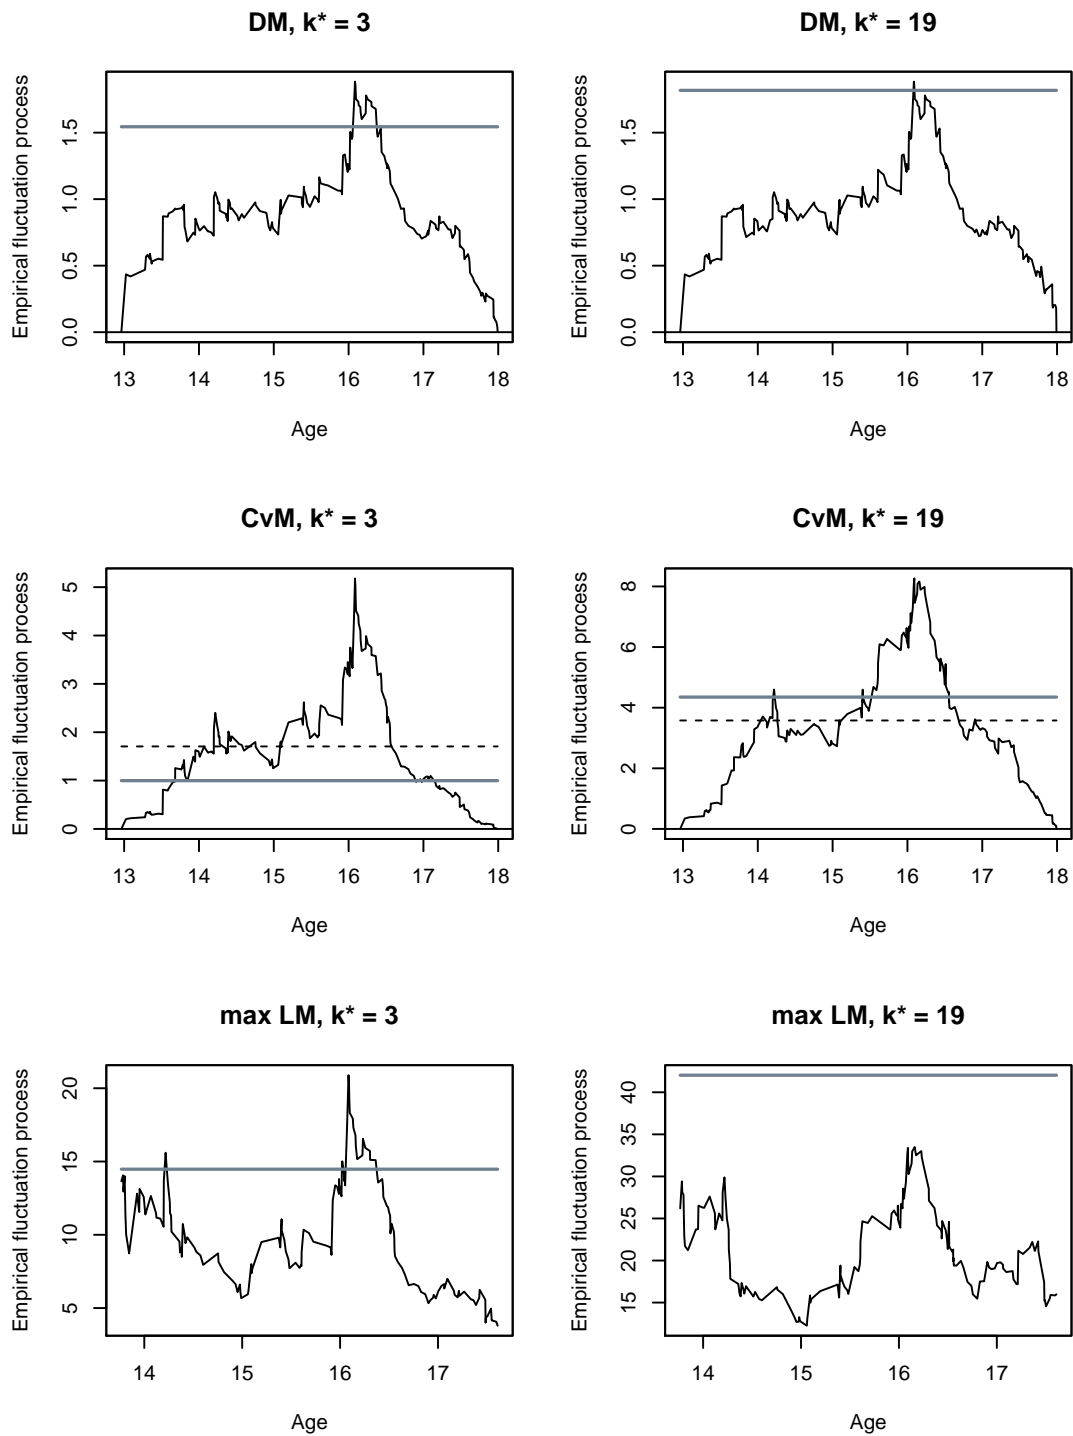 DM, k* = 3
Empirical fluctuation process
0.0 0.5 1.0 1.5
13 14 15 16 17 18
Age
DM, k* = 19
Empirical fluctuation process
0.0 0.5 1.0 1.5
13 14 15 16 17 18
Age
CvM, k* = 3
Empirical fluctuation process
0 1 2 3 4 5
13 14 15 16 17 18
Age
CvM, k* = 19
Empirical fluctuation process
0 2 4 6 8
13 14 15 16 17 18
Age
max LM, k* = 3
Empirical fluctuation process
5 10 15 20
14 15 16 17
Age
max LM, k* = 19
Empirical fluctuation process
15 20 25 30 35 40
14 15 16 17
Age